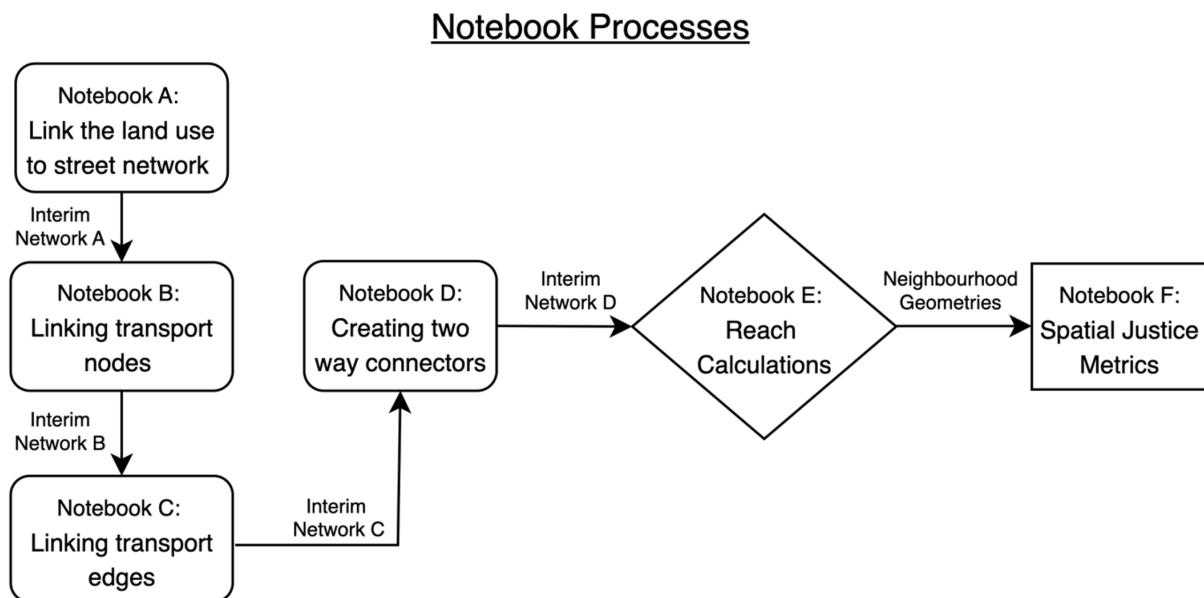 Notebook Processes
Notebook A:
Link the land use
to street network
Interim
Network A
Notebook B:
Linking transport
nodes
Interim
Network B
Notebook C:
Linking transport
edges
Interim
Network C
Notebook D:
Creating two
way connectors
Interim
Network D
Notebook E:
Reach
Calculations
Neighbourhood
Geometries
Notebook F:
Spatial Justice
Metrics